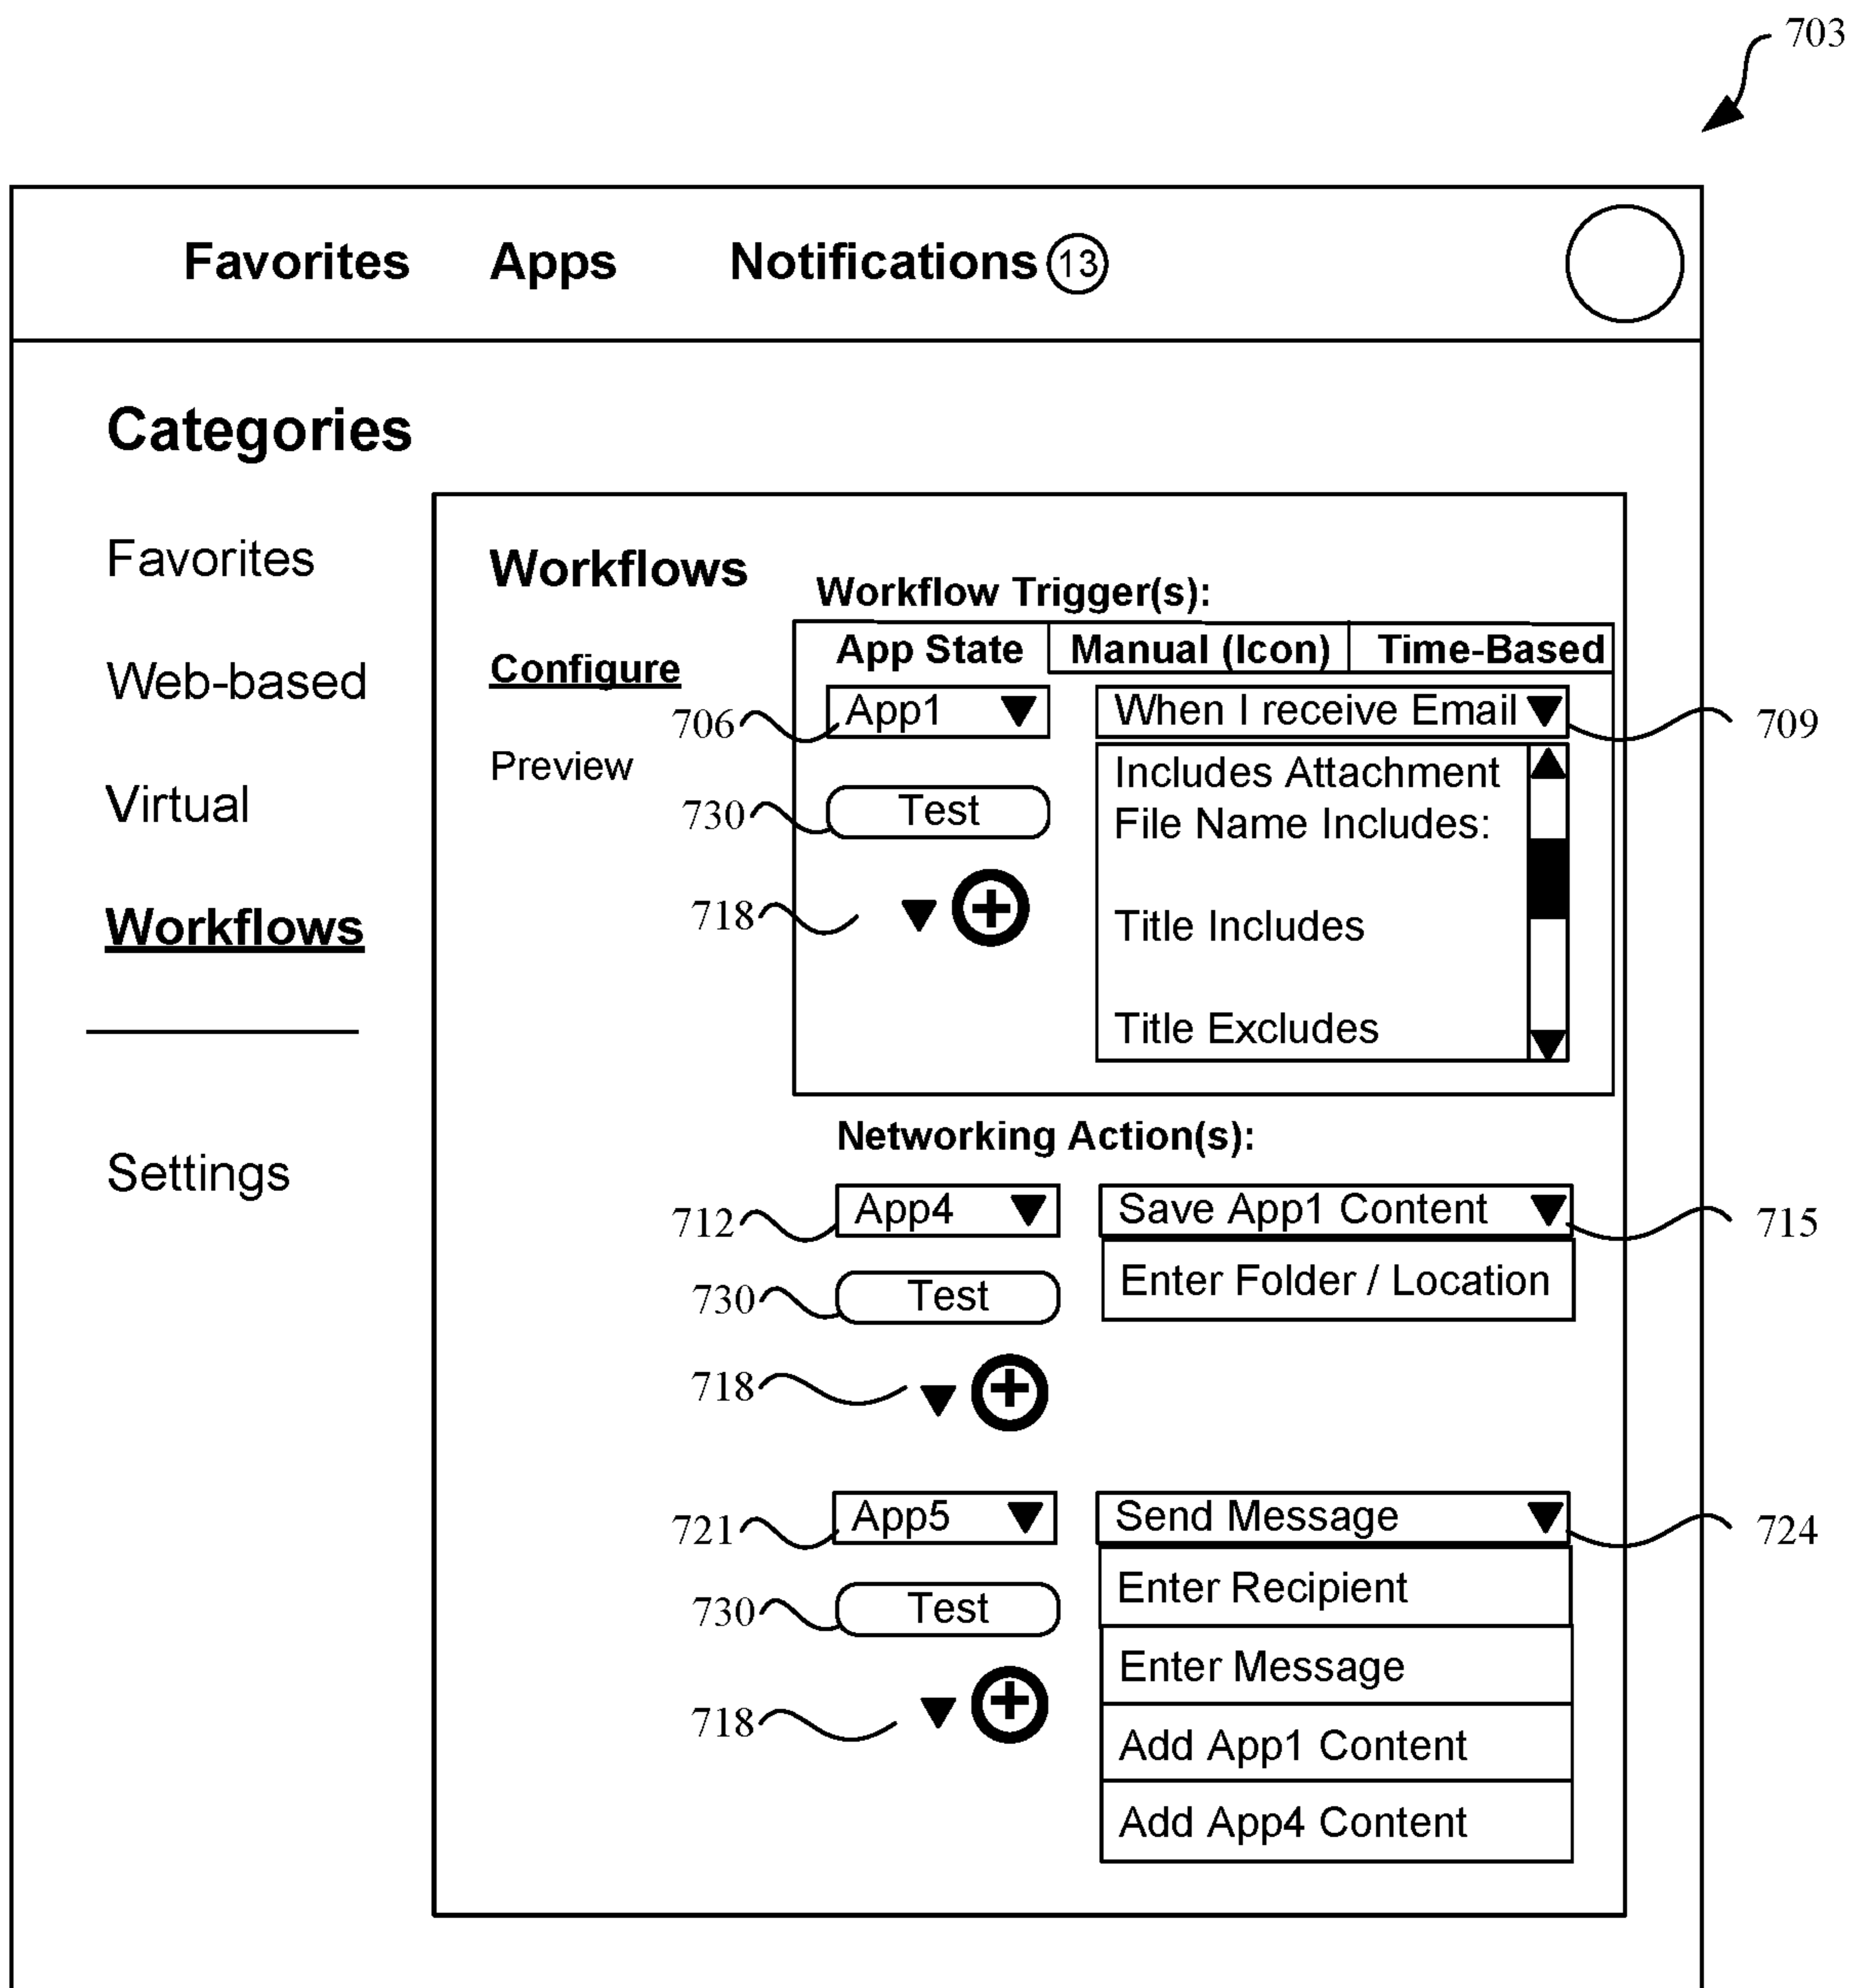 703
Favorites Apps Notifications 13
Categories
Favorites
Web-based
Virtual
Workflows
Settings
Workflows
Configure
Preview
Workflow Trigger(s):
App State Manual (Icon) Time-Based
706 App1 When I receive Email 709
Includes Attachment
730 Test File Name Includes:
718 + Title Includes
Title Excludes
Networking Action(s):
712 App4 Save App1 Content 715
730 Test Enter Folder / Location
718 +
721 App5 Send Message 724
Enter Recipient
730 Test
Enter Message
718 +
Add App1 Content
Add App4 Content